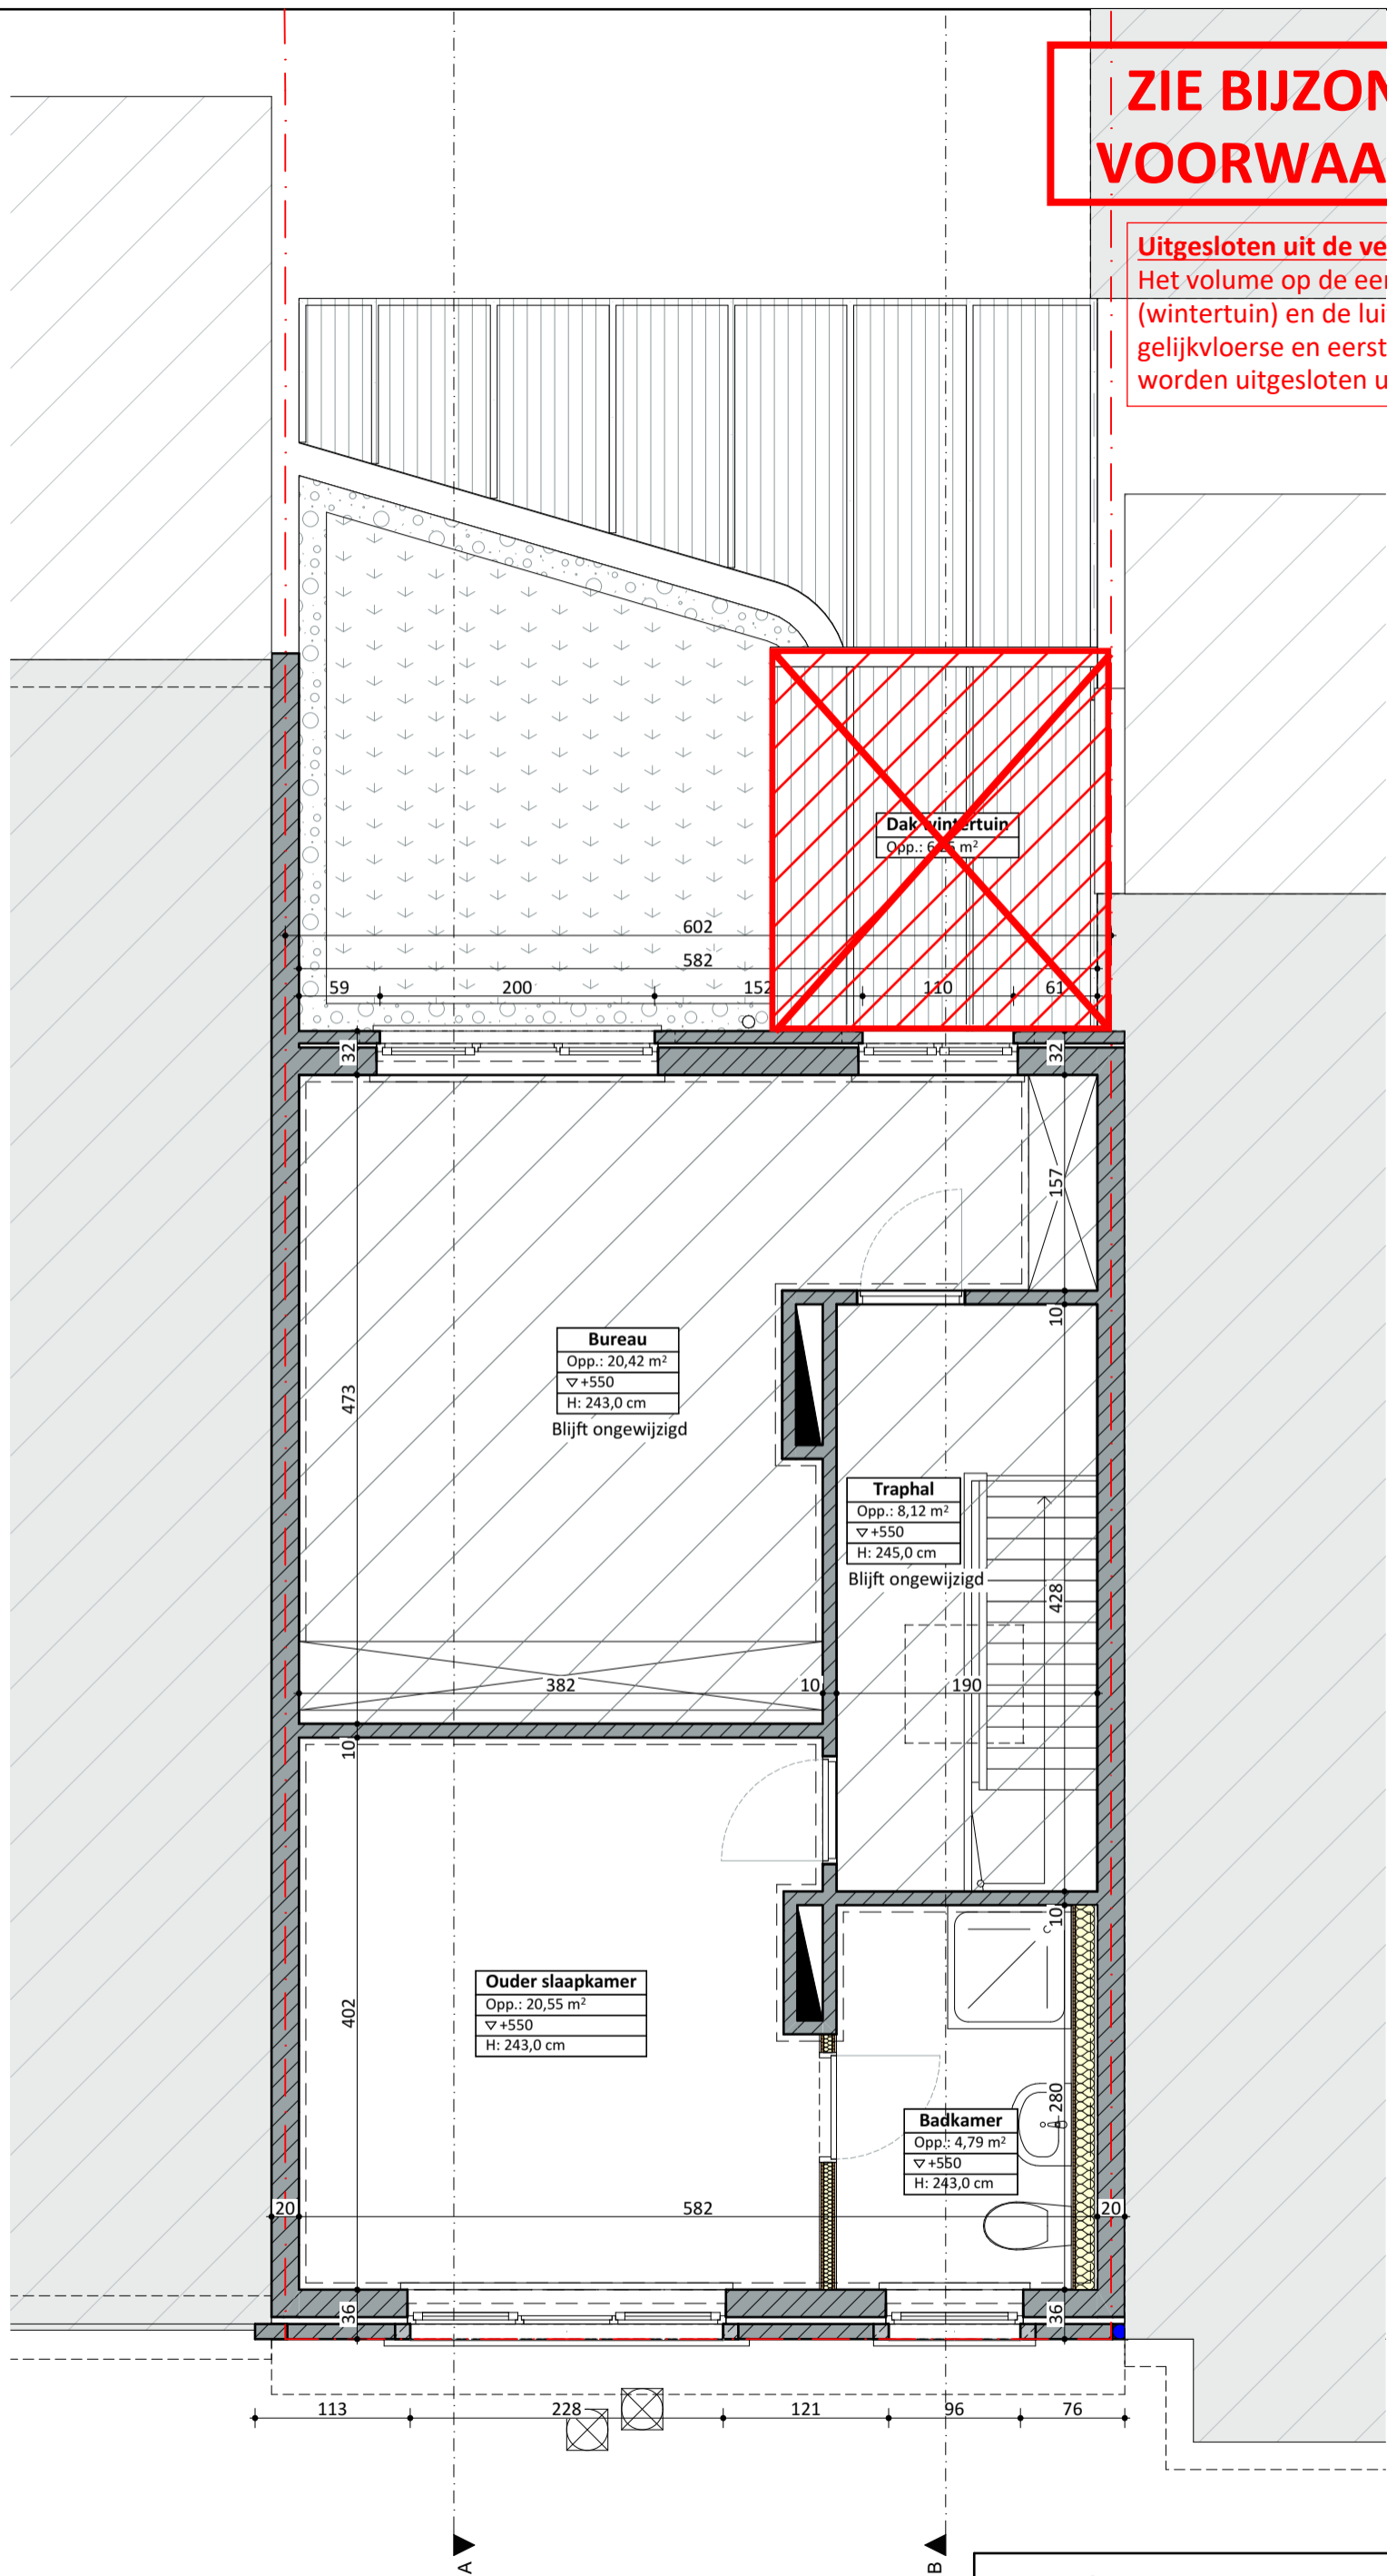 ZIE BIJZON
VOORWAA
Uitgesloten uit de ve
Het volume op de eer
(wintertuin) en de lui
gelijkvloerse en eerst
worden uitgesloten u
Dak wintertuin
Opp.: m²
602
582
59 200 152 110 61
32 32
157
10
Bureau
Opp.: 20,42 m²
▽+550
H: 243,0 cm
Blijft ongewijzigd
473
Traphal
Opp.: 8,12 m²
▽+550
H: 245,0 cm
Blijft ongewijzigd
428
382 10 190
10
10
Ouder slaapkamer
Opp.: 20,55 m²
▽+550
H: 243,0 cm
402
280
Badkamer
Opp.: 4,79 m²
▽+550
H: 243,0 cm
20 582 20
36 36
113 228 121 96 76
A B